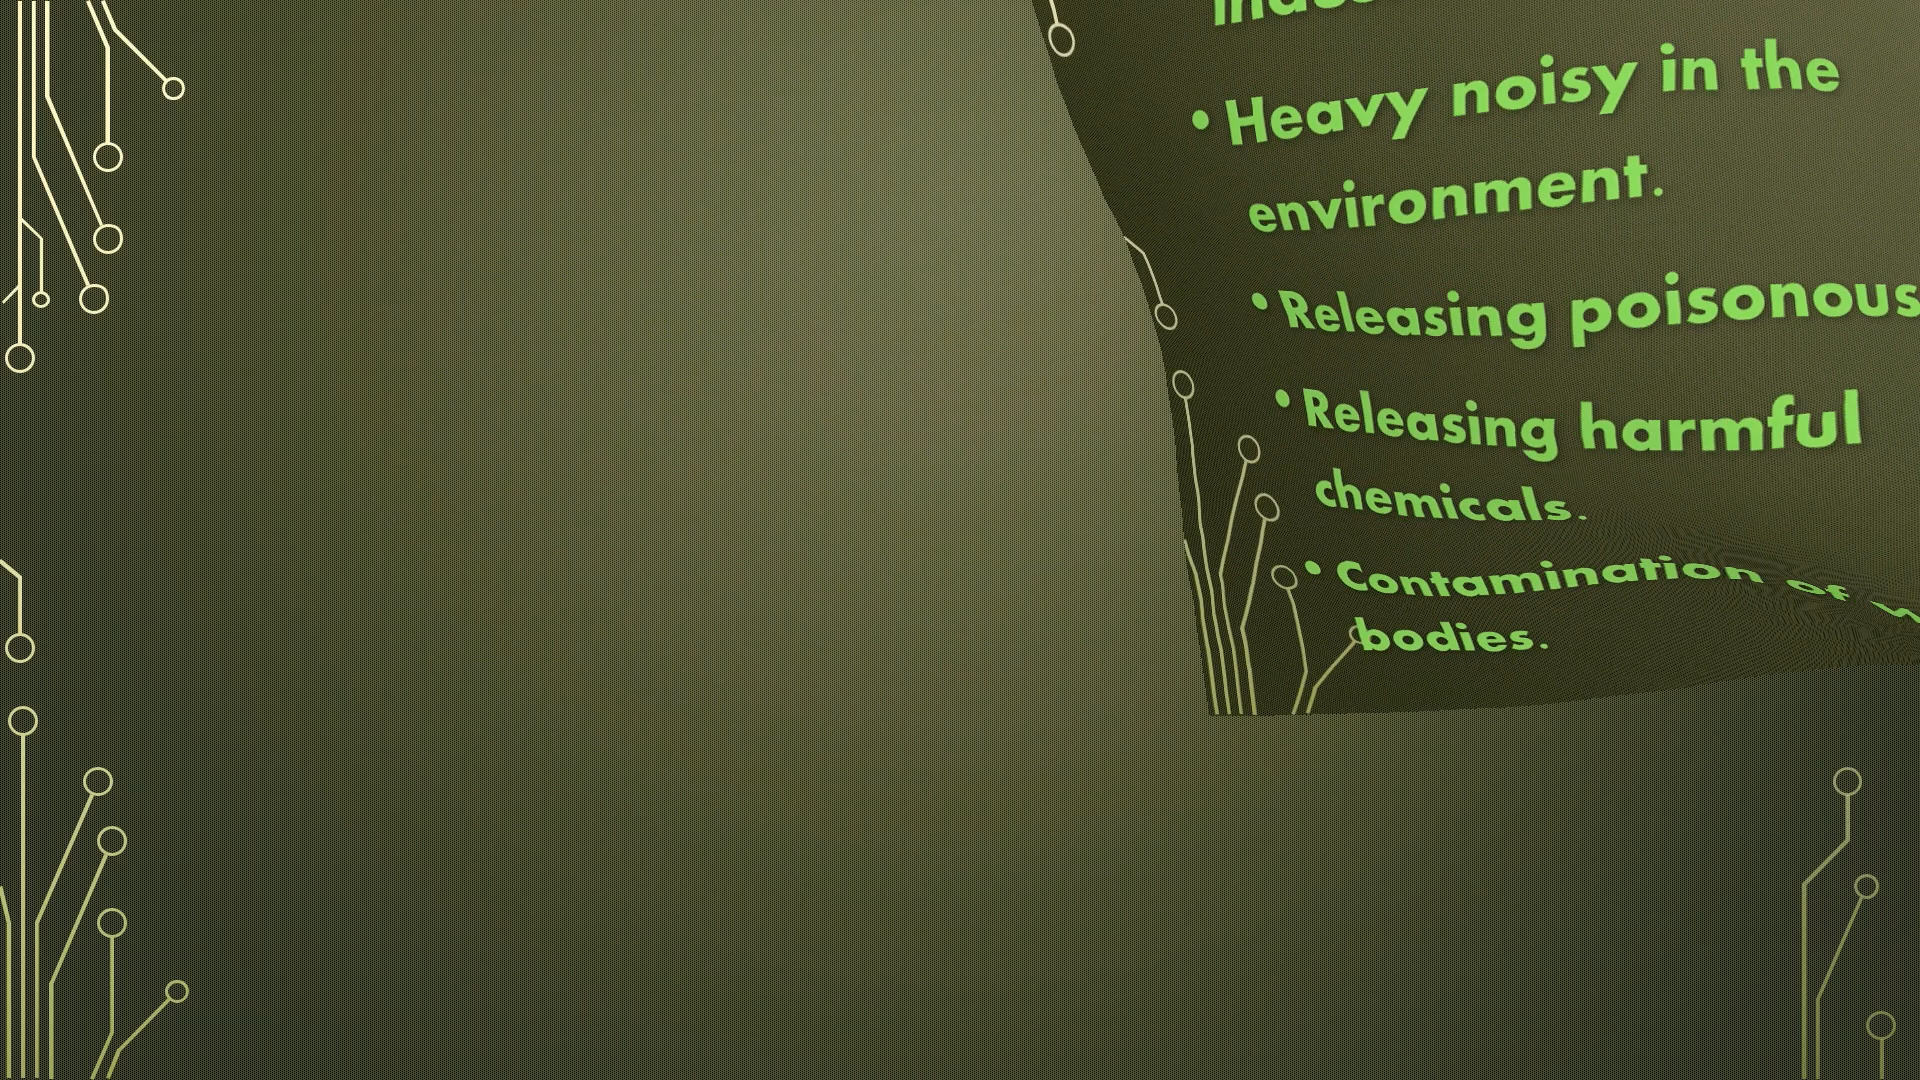 • Heavy noisy in the
environment.
• Releasing poisonous
• Releasing harmful
chemicals.
• Contamination of
bodies.